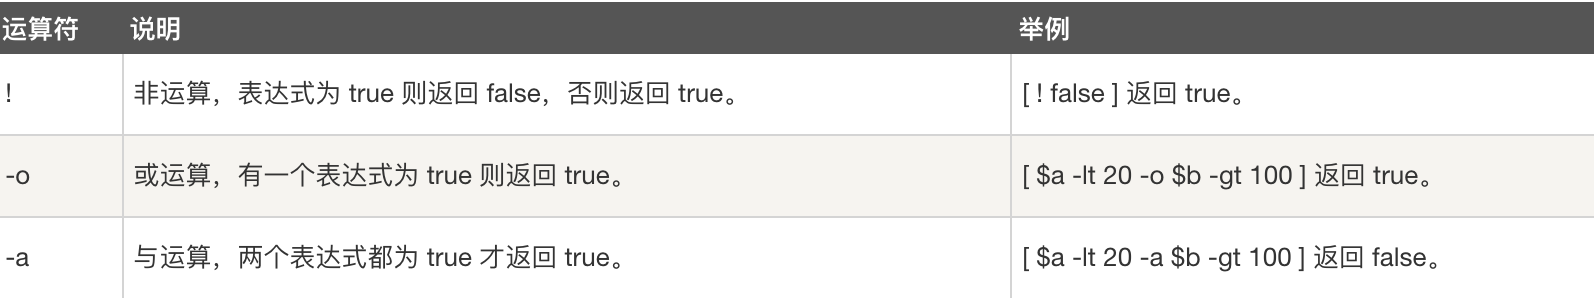 运算符 说明 举例
! 非运算，表达式为 true 则返回 false，否则返回 true。 [ ! false ] 返回 true。
-o 或运算，有一个表达式为 true 则返回 true。 [ $a -lt 20 -o $b -gt 100 ] 返回 true。
-a 与运算，两个表达式都为 true 才返回 true。 [ $a -lt 20 -a $b -gt 100 ] 返回 false。